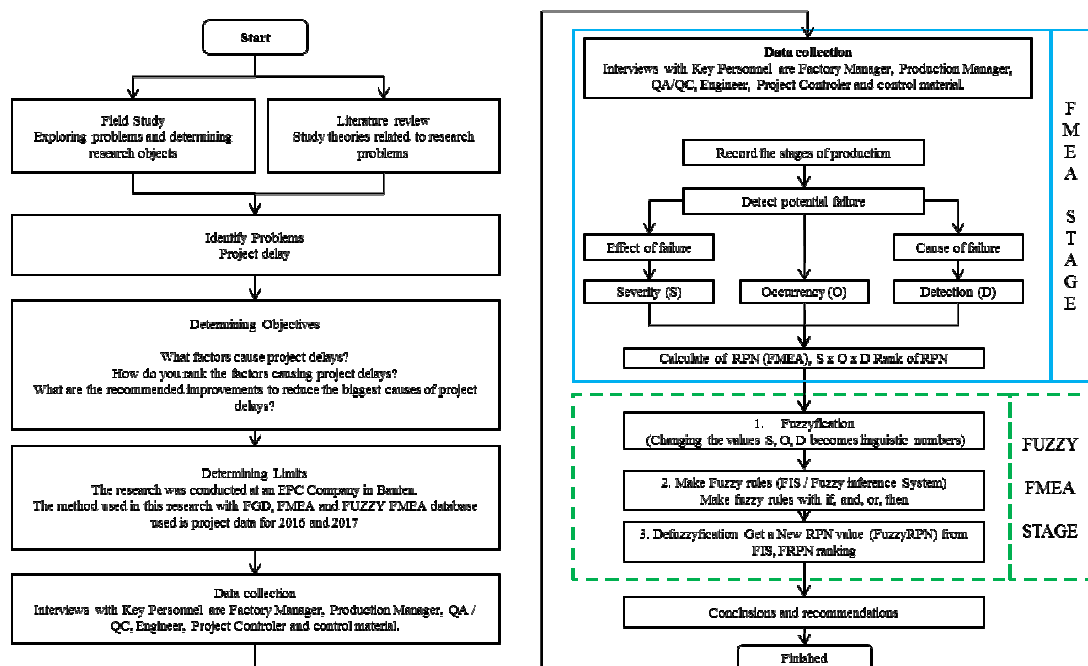 Start
Field Study
Exploring problems and determining
research objects
Literature review
Study theories related to research
problems
Identify Problems
Project delay
Determining Objectives
What factors cause project delays?
How do you rank the factors causing project delays?
What are the recommended improvements to reduce the biggest causes of project
delays?
Determining Limits
The research was conducted at an EPC Company in Banten.
The method used in this research with FGD, FMEA and FUZZY FMEA database
used is project data for 2016 and 2017
Data collection
Interviews with Key Personnel are Factory Manager, Production Manager, QA /
QC, Engineer, Project Controler and control material.
Data collection
Interviews with Key Personnel are Factory Manager, Production Manager,
QA/QC, Engineer, Project Controler and control material.
Record the stages of production
Detect potential failure
Effect of failure
Cause of failure
Severity (S)
Occurrency (O)
Detection (D)
Calculate of RPN (FMEA), S x O x D Rank of RPN
F
M
E
A
S
T
A
G
E
1. Fuzzyfication
(Changing the values S, O, D becomes linguistic numbers)
2. Make Fuzzy rules (FIS / Fuzzy inference System)
Make fuzzy rules with if, and, or, then
3. Defuzzyfication Get a New RPN value (FuzzyRPN) from
FIS, FRPN ranking
FUZZY
FMEA
STAGE
Conclusions and recommendations
Finished